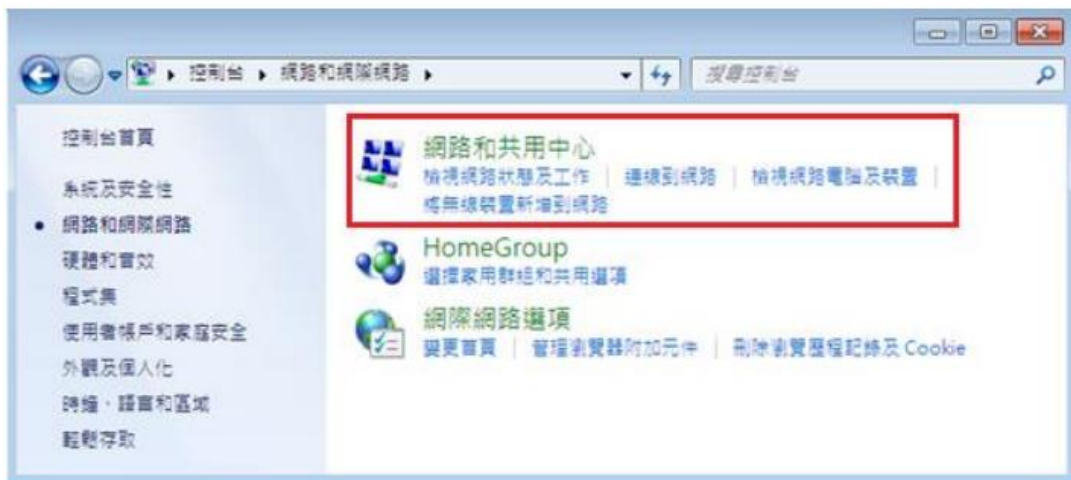 控制台 ▸ 網路和網際網路 ▸
搜尋控制台
控制台首頁
系統及安全性
網路和網際網路
硬體和音效
程式集
使用者帳戶和家庭安全
外觀及個人化
時鐘、語言和區域
輕鬆存取
網路和共用中心
檢視網路狀態及工作 | 連線到網路 | 檢視網路電腦及裝置 |
將無線裝置新增到網路
HomeGroup
選擇家用群組和共用選項
網際網路選項
變更首頁 | 管理瀏覽器附加元件 | 刪除瀏覽歷程記錄及 Cookie